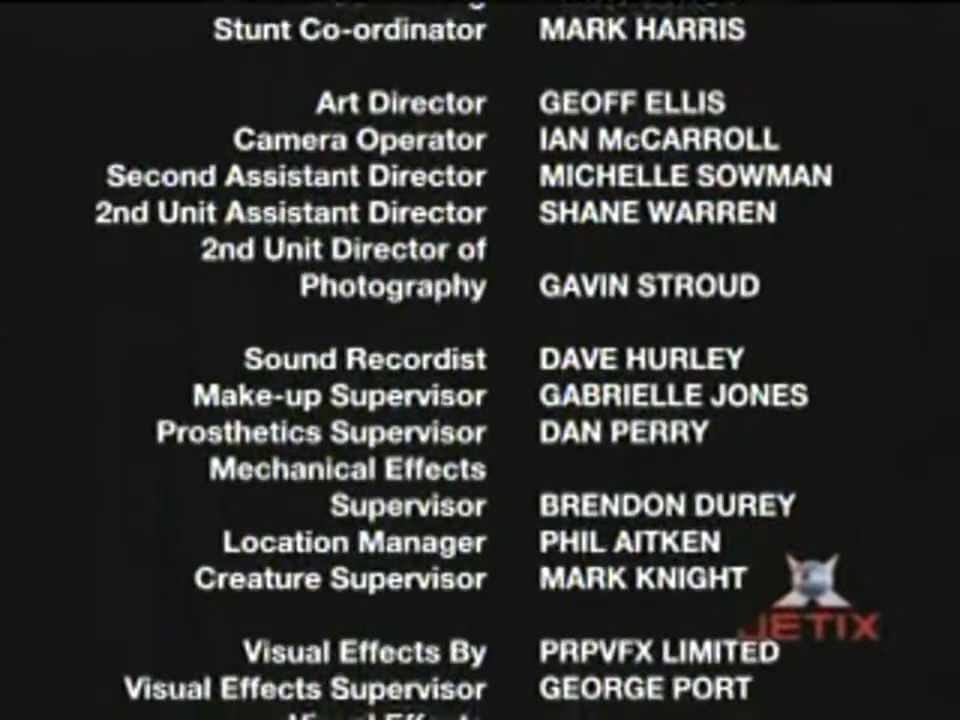 Stunt Co-ordinator MARK HARRIS
Art Director GEOFF ELLIS
Camera Operator IAN McCARROLL
Second Assistant Director MICHELLE SOWMAN
2nd Unit Assistant Director SHANE WARREN
2nd Unit Director of
Photography GAVIN STROUD
Sound Recordist DAVE HURLEY
Make-up Supervisor GABRIELLE JONES
Prosthetics Supervisor DAN PERRY
Mechanical Effects
Supervisor BRENDON DUREY
Location Manager PHIL AITKEN
Creature Supervisor MARK KNIGHT
JETIX
Visual Effects By PRPVFX LIMITED
Visual Effects Supervisor GEORGE PORT
Visual Effects